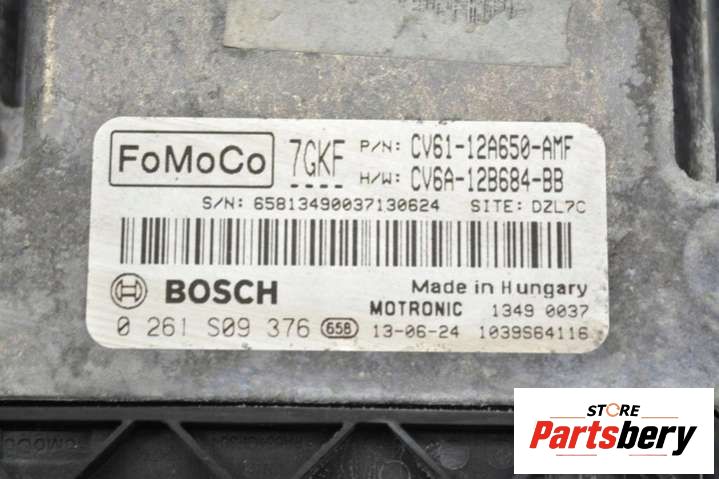 FoMoCo 7GKF P/N: CV61-12A650-AMF
H/W: CV6A-12B684-BB
S/N: 65813490037130624 SITE: DZL7C
BOSCH Made in Hungary
MOTRONIC 1349 0037
0 261 S09 376 658 13-06-24 1039S64116
STORE
Partsbery